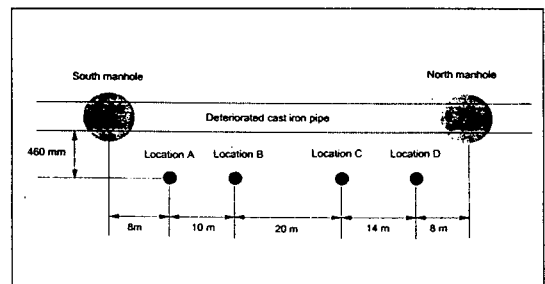 South manhole North manhole
Deteriorated cast iron pipe
460 mm
Location A Location B Location C Location D
8m 10 m 20 m 14 m 8 m